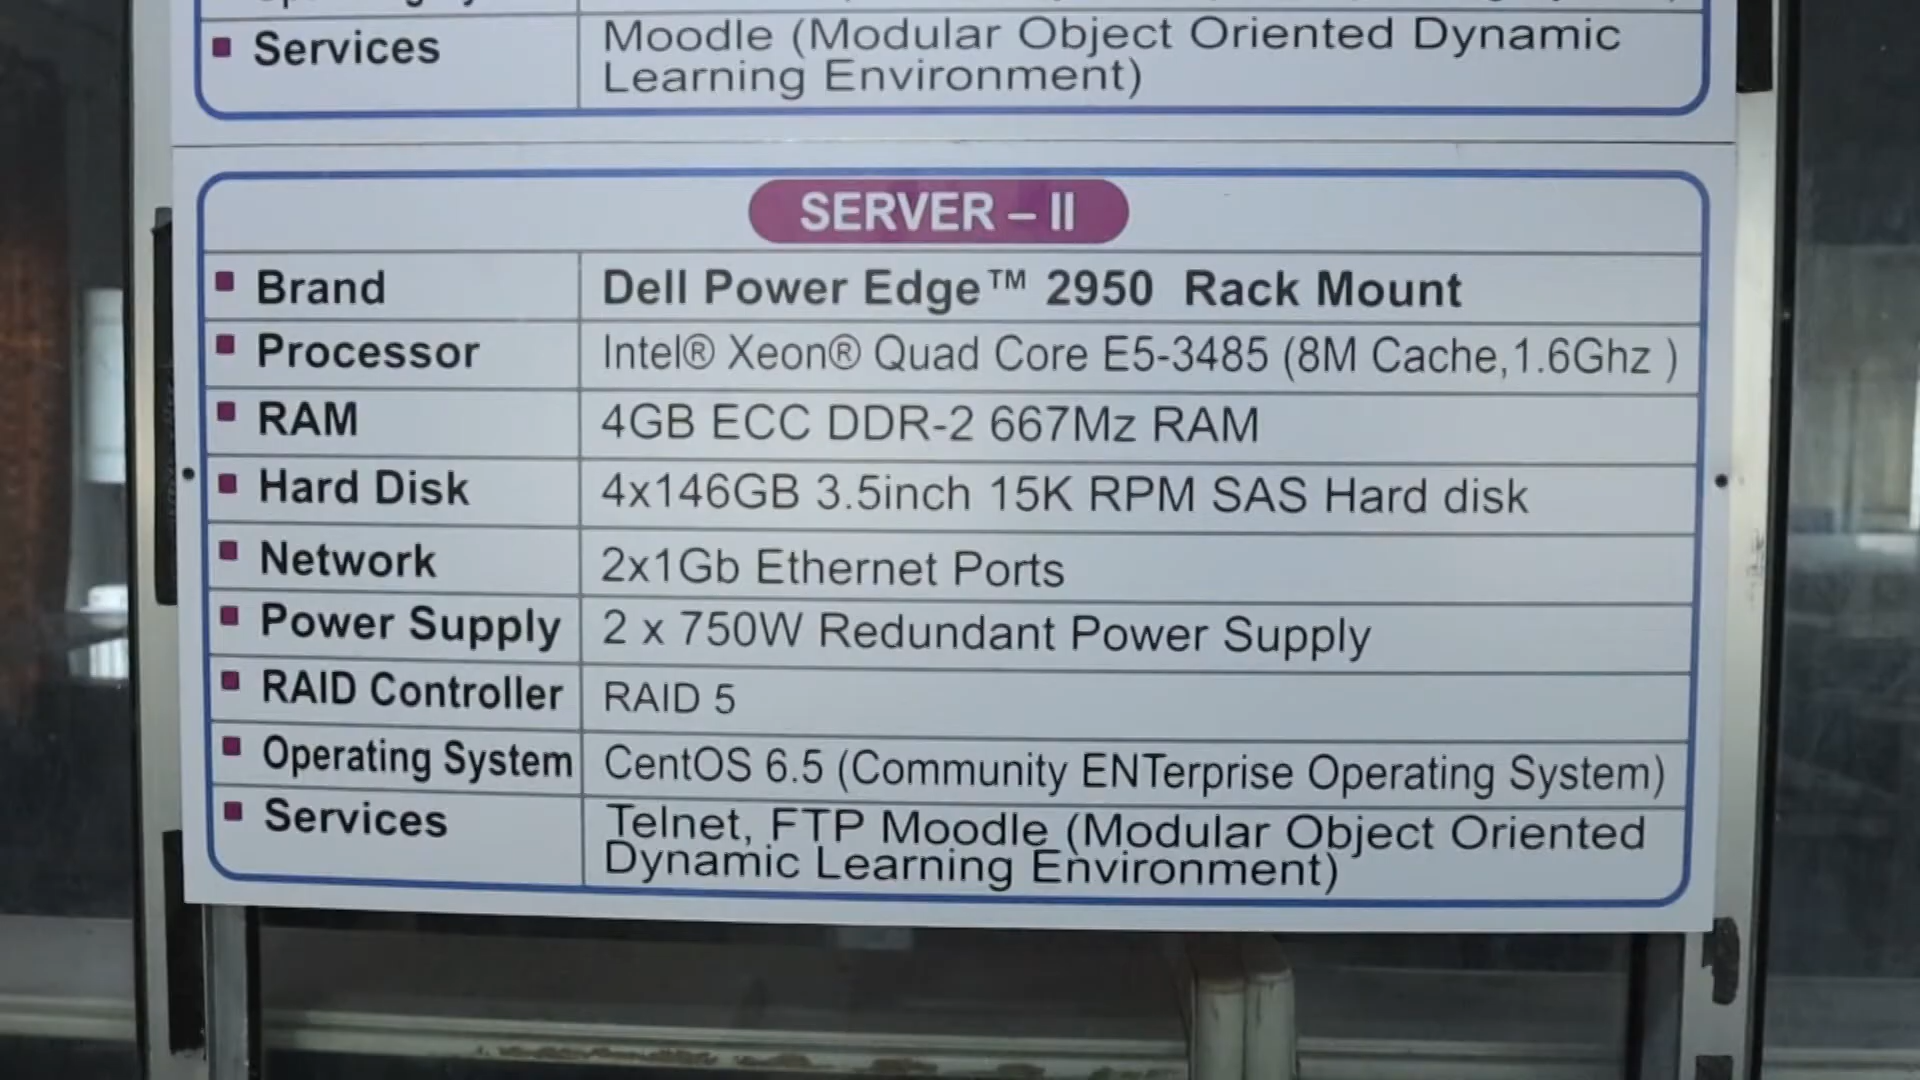 Services
Moodle (Modular Object Oriented Dynamic
Learning Environment)
SERVER – II
Brand
Dell Power Edge™ 2950 Rack Mount
Processor
Intel® Xeon® Quad Core E5-3485 (8M Cache,1.6Ghz )
RAM
4GB ECC DDR-2 667Mz RAM
Hard Disk
4x146GB 3.5inch 15K RPM SAS Hard disk
Network
2x1Gb Ethernet Ports
Power Supply
2 x 750W Redundant Power Supply
RAID Controller
RAID 5
Operating System
CentOS 6.5 (Community ENTerprise Operating System)
Services
Telnet, FTP Moodle (Modular Object Oriented
Dynamic Learning Environment)